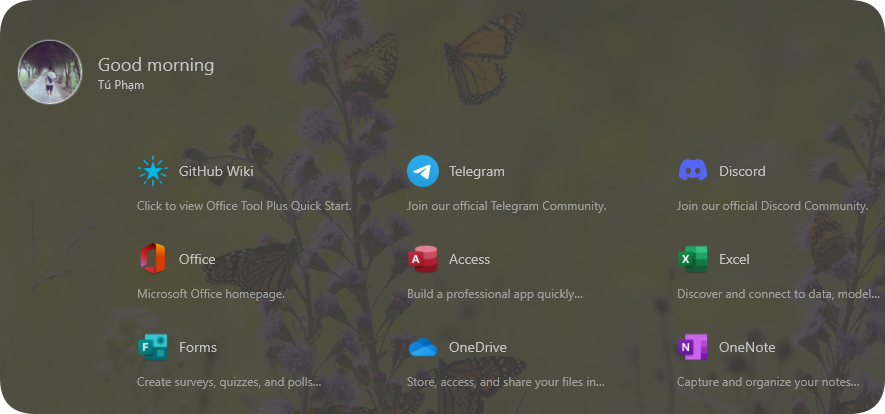 Good morning
Tú Phạm
GitHub Wiki
Telegram
Discord
Click to view Office Tool Plus Quick Start.
Join our official Telegram Community.
Join our official Discord Community.
Office
Access
Excel
Microsoft Office homepage.
Build a professional app quickly...
Discover and connect to data, model...
Forms
OneDrive
OneNote
Create surveys, quizzes, and polls...
Store, access, and share your files in...
Capture and organize your notes...